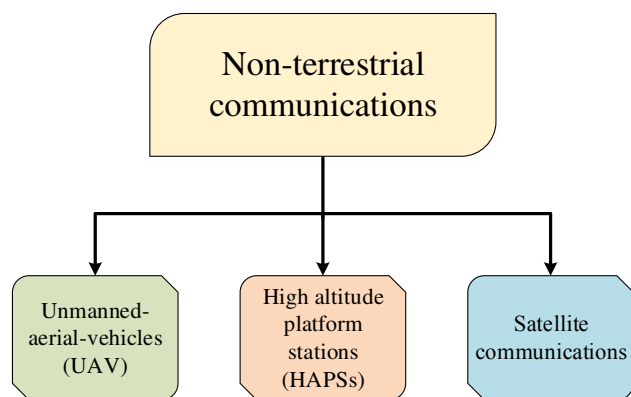 Non-terrestrial
communications
Unmanned-
aerial-vehicles
(UAV)
High altitude
platform
stations
(HAPSs)
Satellite
communications